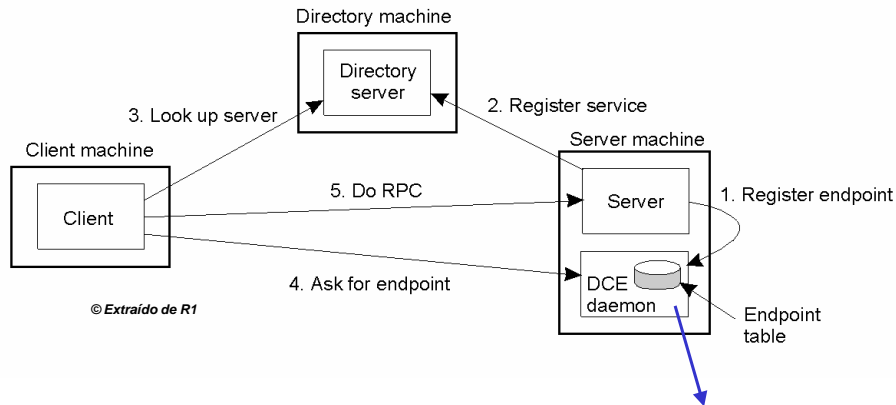 Directory machine
Directory
server
3. Look up server
2. Register service
Client machine
Server machine
5. Do RPC
1. Register endpoint
Client
Server
4. Ask for endpoint
DCE
daemon
© Extraído de R1
Endpoint
table